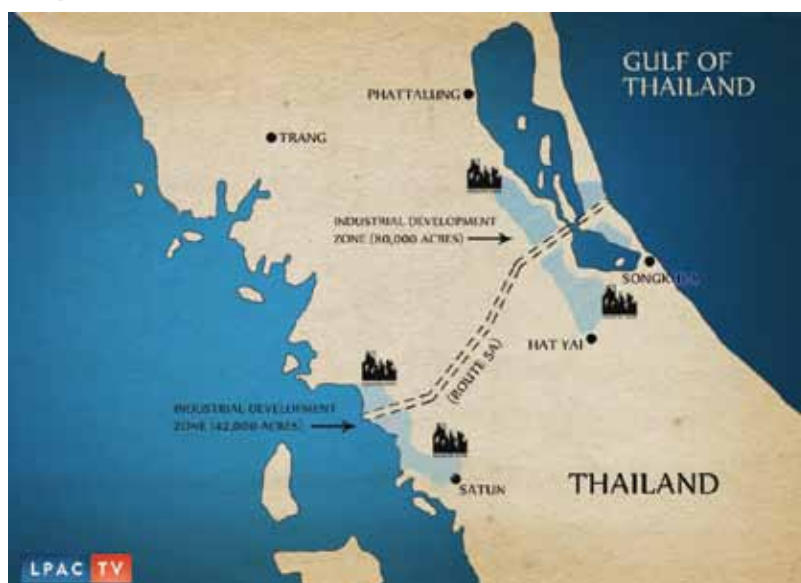 GULF OF
THAILAND
PHATTALUNG
TRANG
INDUSTRIAL DEVELOPMENT
ZONE (80,000 ACRES)
SONGKHLA
HAT YAI
(ROUTE 5A)
INDUSTRIAL DEVELOPMENT
ZONE (42,000 ACRES)
SATUN
THAILAND
LPAC TV